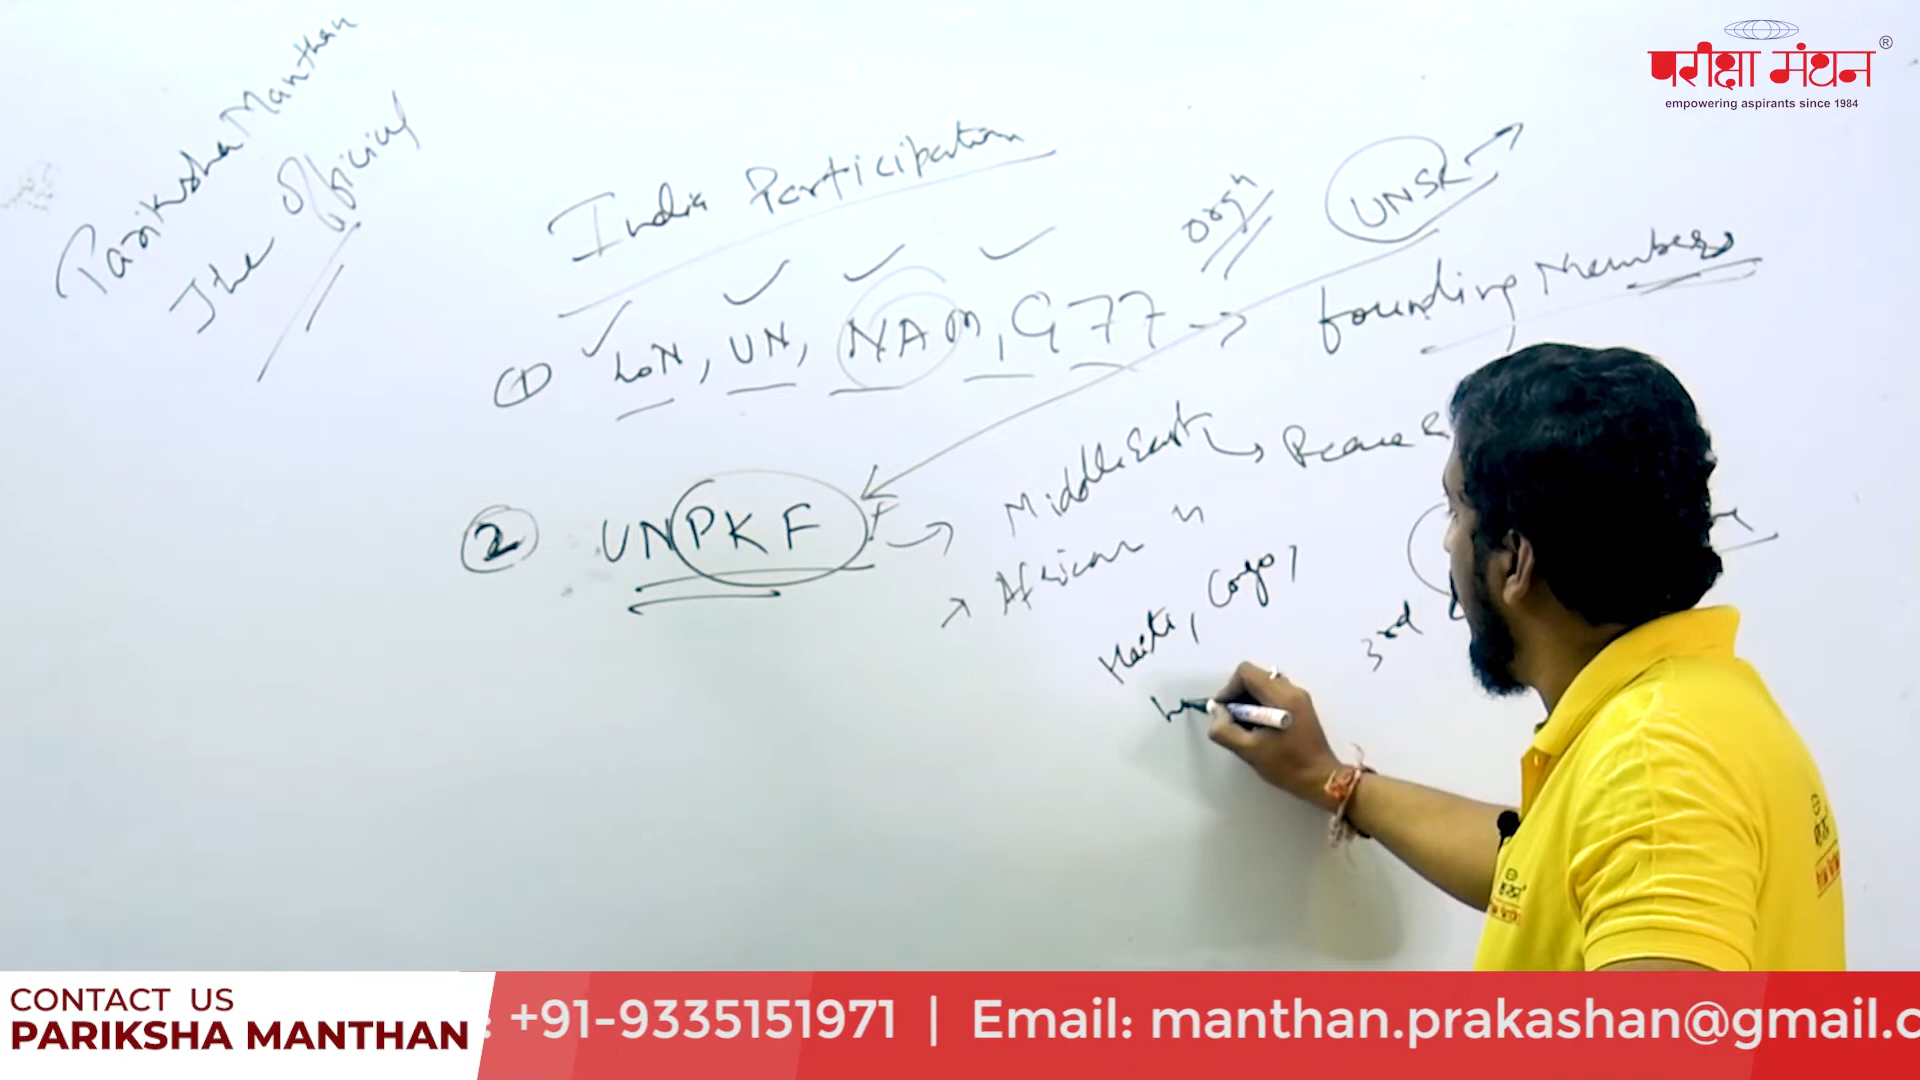 Pariksha Manthan
The Official
परीक्षा मंथन ®
empowering aspirants since 1984
India Participation
orgn
UNSC
① LoN, UN, NAM, G77 → founding Members
② UNPKF → Middle East → Peace
→ African "
Haiti, Congo,
3rd
CONTACT US
PARIKSHA MANTHAN
: +91-9335151971 | Email: manthan.prakashan@gmail.c